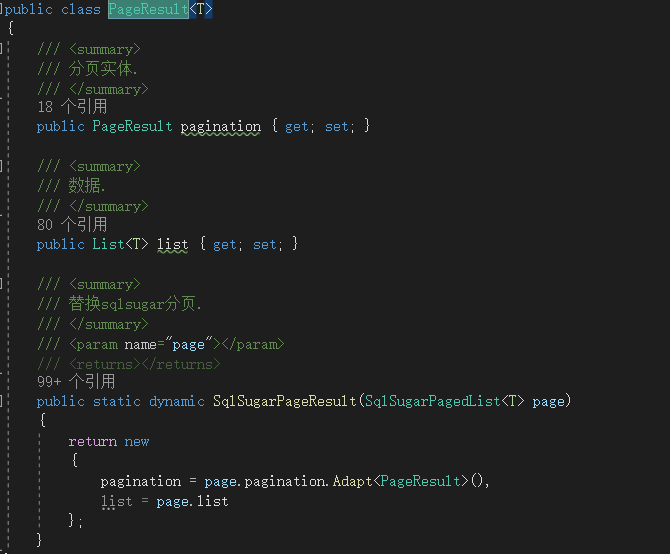 public class PageResult<T>
{
/// <summary>
/// 分页实体.
/// </summary>
18 个引用
public PageResult pagination { get; set; }
/// <summary>
/// 数据.
/// </summary>
80 个引用
public List<T> list { get; set; }
/// <summary>
/// 替换sqlsugar分页.
/// </summary>
/// <param name="page"></param>
/// <returns></returns>
99+ 个引用
public static dynamic SqlSugarPageResult(SqlSugarPagedList<T> page)
{
return new
{
pagination = page.pagination.Adapt<PageResult>(),
list = page.list
};
}